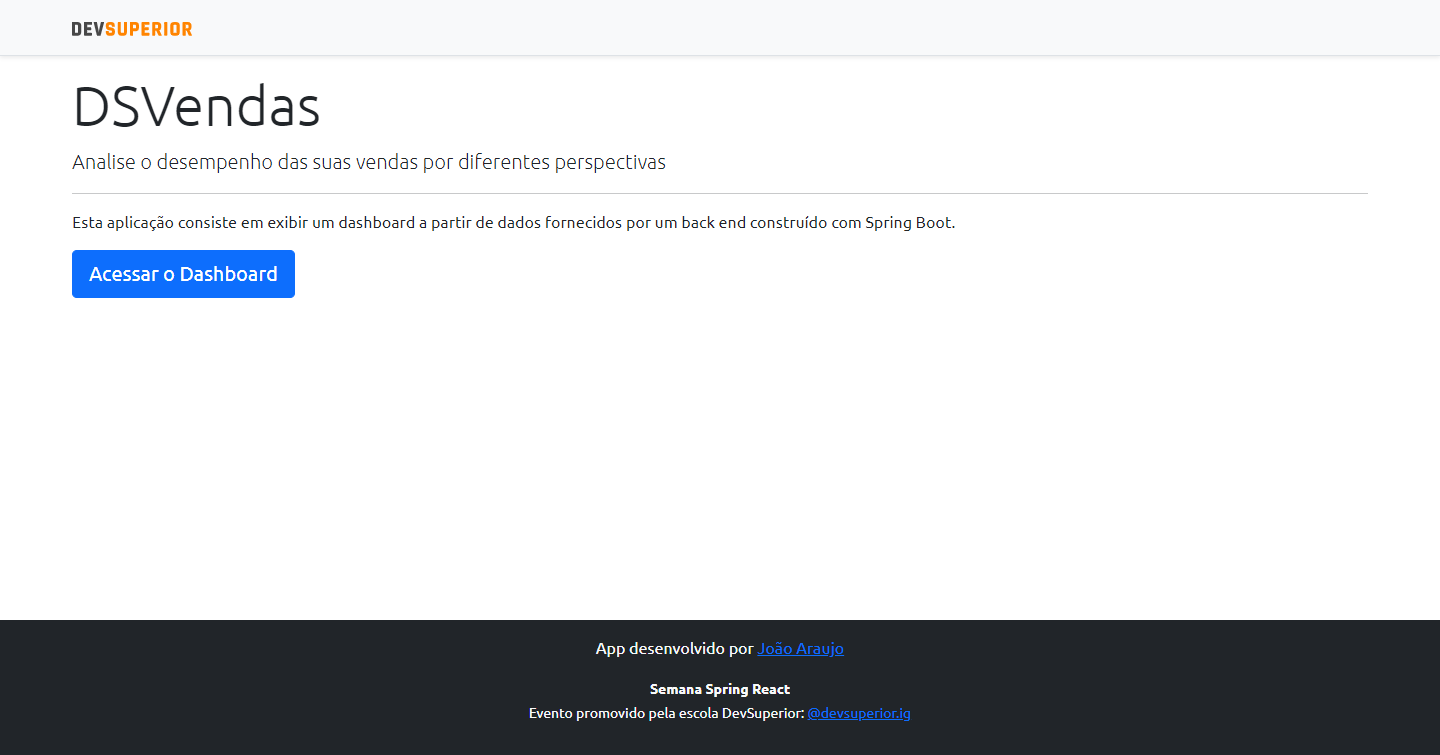 DEVSUPERIOR
DSVendas
Analise o desempenho das suas vendas por diferentes perspectivas
Esta aplicação consiste em exibir um dashboard a partir de dados fornecidos por um back end construído com Spring Boot.
Acessar o Dashboard
App desenvolvido por João Araujo
Semana Spring React
Evento promovido pela escola DevSuperior: @devsuperior.ig